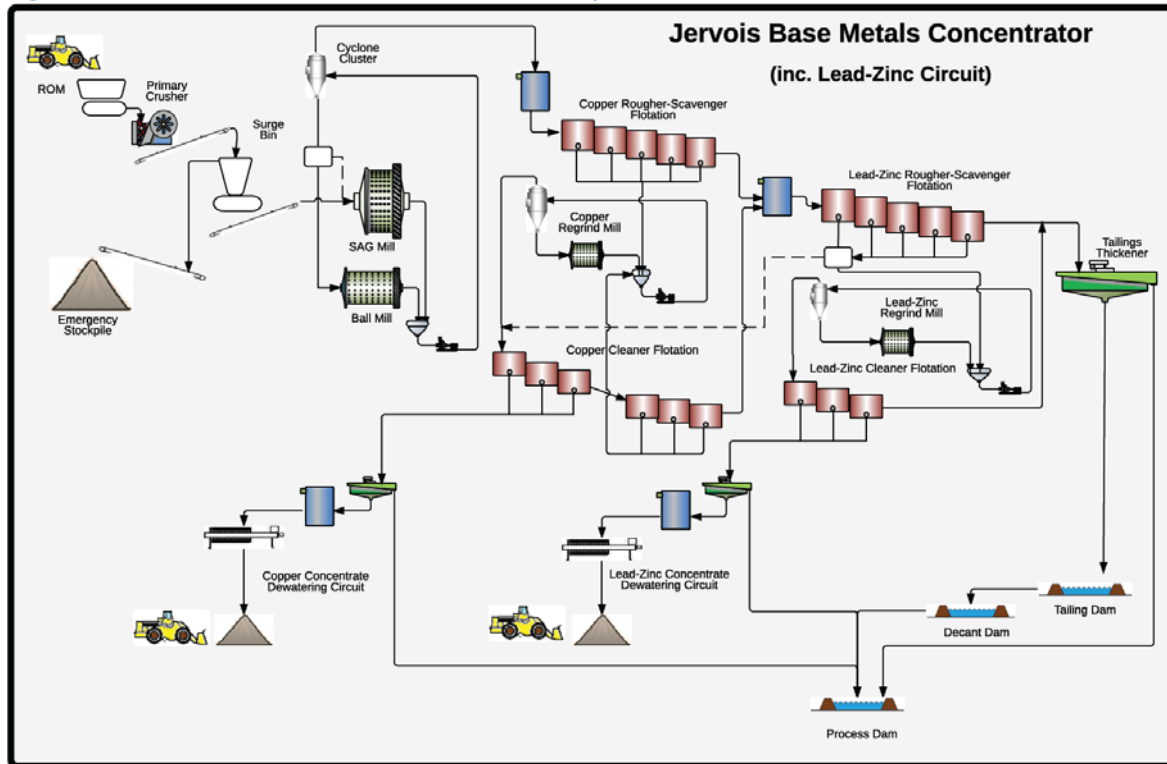 Jervois Base Metals Concentrator
(inc. Lead-Zinc Circuit)
ROM
Primary
Crusher
Surge
Bin
Cyclone
Cluster
SAG Mill
Ball Mill
Emergency
Stockpile
Copper Rougher-Scavenger
Flotation
Copper
Regrind Mill
Lead-Zinc Rougher-Scavenger
Flotation
Tailings
Thickener
Lead-Zinc
Regrind Mill
Copper Cleaner Flotation
Lead-Zinc Cleaner Flotation
Copper Concentrate
Dewatering Circuit
Lead-Zinc Concentrate
Dewatering Circuit
Tailing Dam
Decant Dam
Process Dam